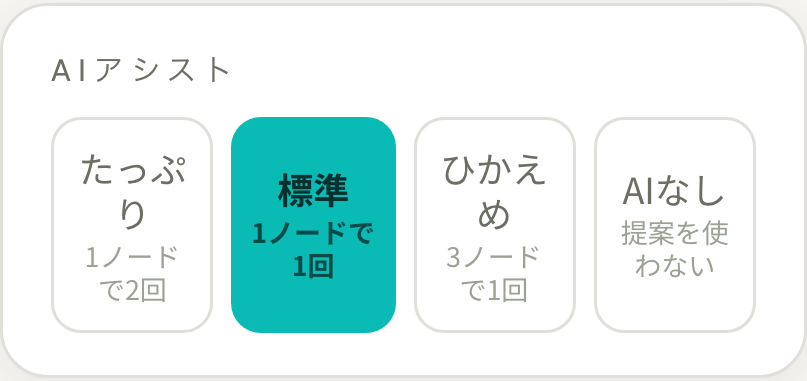 AIアシスト
たっぷ
り
1ノード
で2回
標準
1ノードで
1回
ひかえ
め
3ノード
で1回
AIなし
提案を使
わない